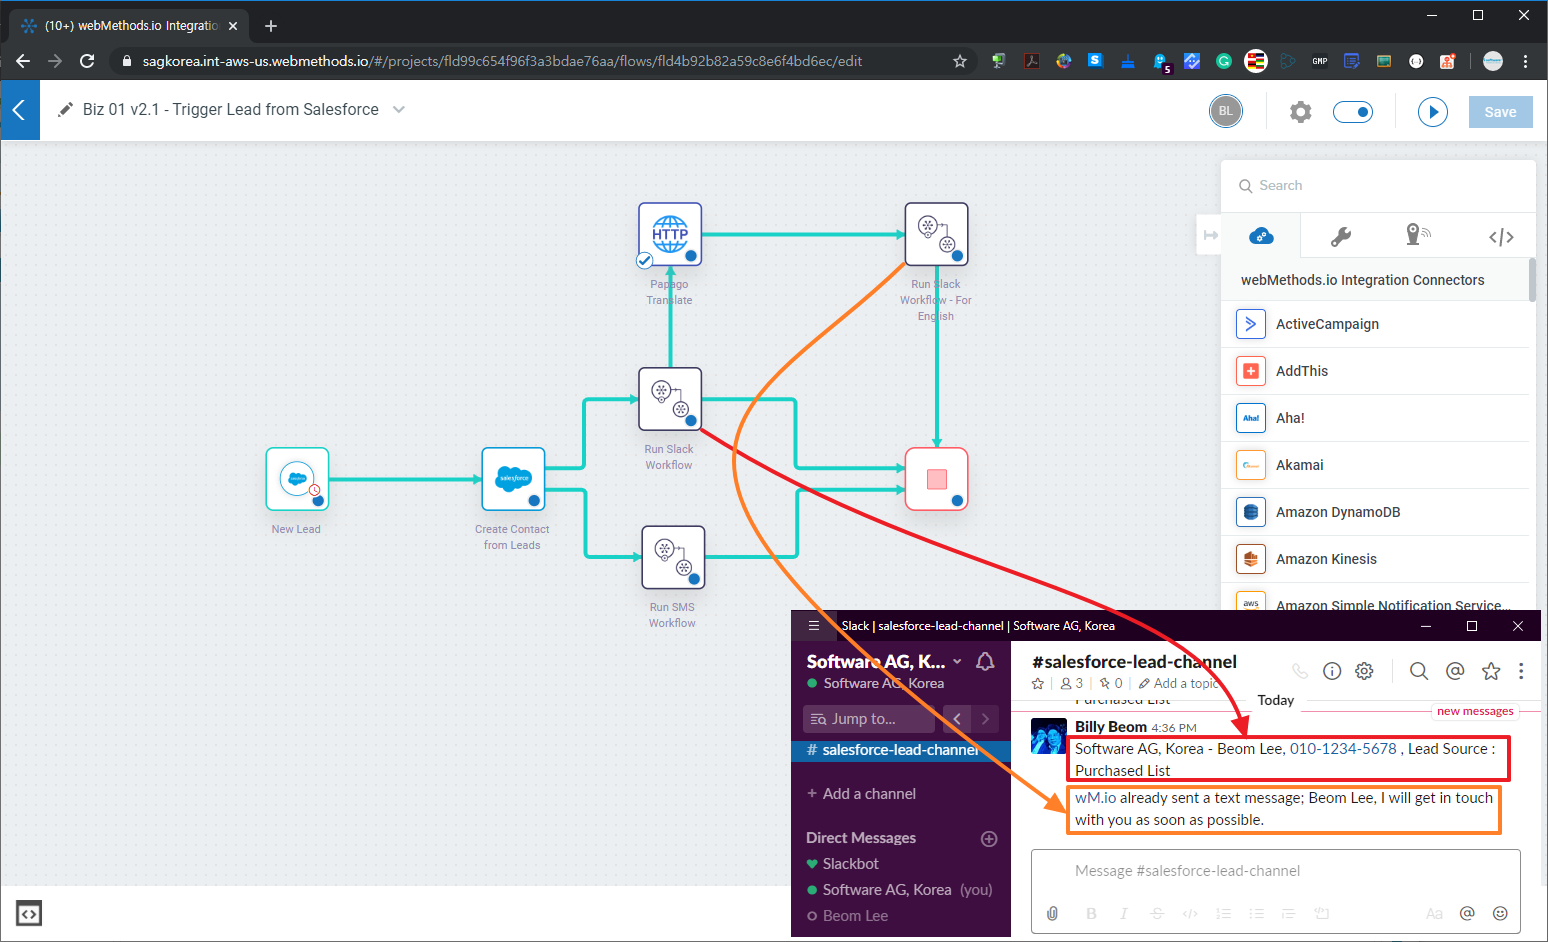 (10+) webMethods.io Integratio
sagkorea.int-aws-us.webmethods.io/#/projects/fld99c654f96f3a3bdae76aa/flows/fld4b92b82a59c8e6f4bd6ec/edit
5
GMP
Biz 01 v2.1 - Trigger Lead from Salesforce
BL
Save
Search
HTTP
Papago
Translate
Run Slack
Workflow - For
English
webMethods.io Integration Connectors
ActiveCampaign
AddThis
Aha!
Aha!
Akamai
Amazon DynamoDB
Amazon Kinesis
aws
Amazon Simple Notification Service...
Run Slack
Workflow
New Lead
salesforce
Create Contact
from Leads
Run SMS
Workflow
Slack | salesforce-lead-channel | Software AG, Korea
Software AG, K...
Software AG, Korea
Jump to...
# salesforce-lead-channel
+ Add a channel
Direct Messages
Slackbot
Software AG, Korea (you)
Beom Lee
#salesforce-lead-channel
3
0
Add a topic
Purchased List
Today
new messages
Billy Beom 4:36 PM
Software AG, Korea - Beom Lee, 010-1234-5678 , Lead Source :
Purchased List
wM.io already sent a text message; Beom Lee, I will get in touch
with you as soon as possible.
Message #salesforce-lead-channel
B
I
S
Aa